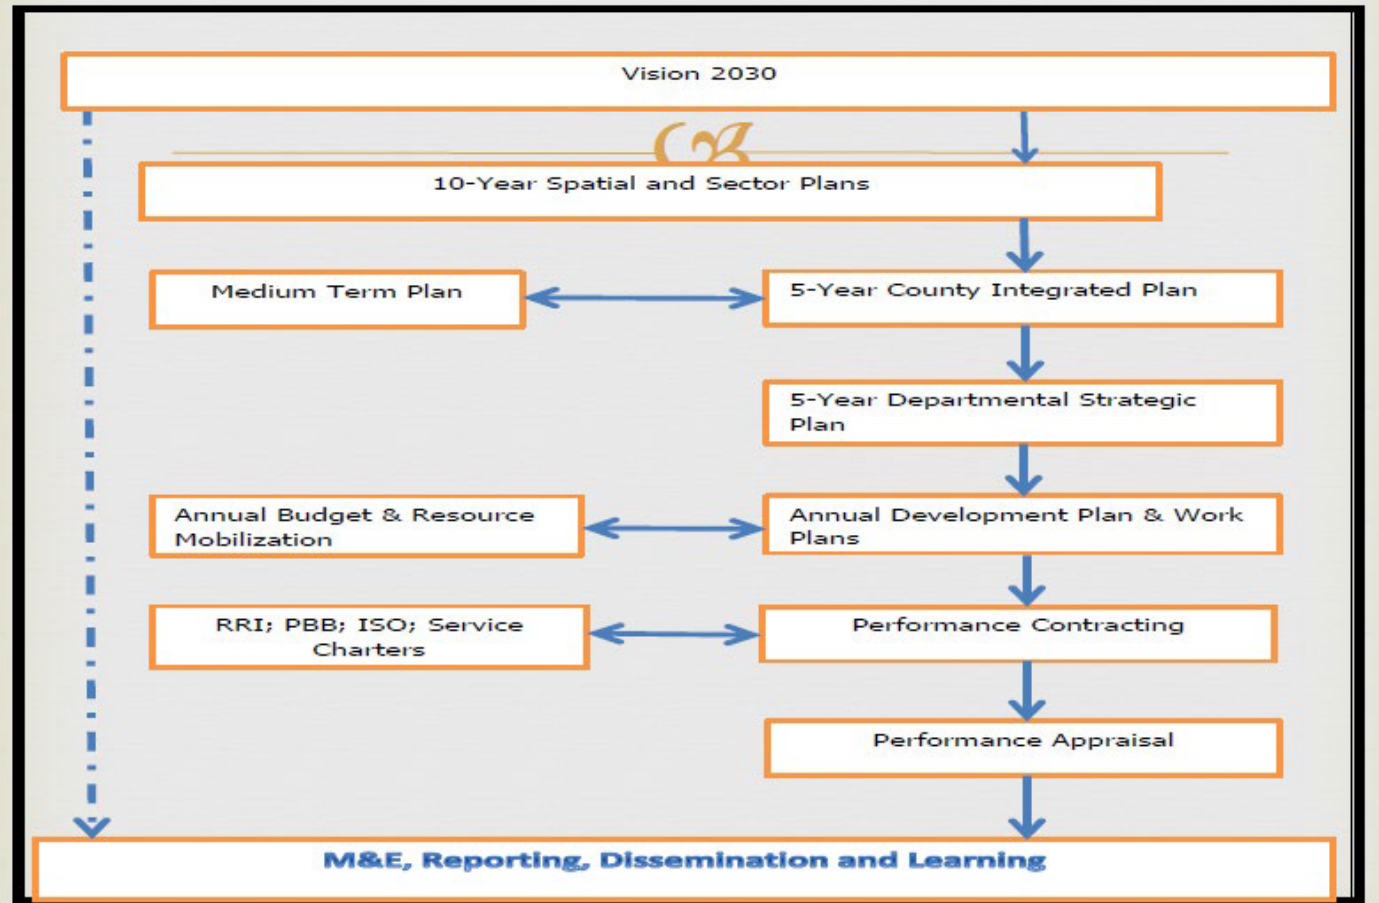 Vision 2030
10-Year Spatial and Sector Plans
Medium Term Plan
5-Year County Integrated Plan
5-Year Departmental Strategic
Plan
Annual Budget & Resource
Mobilization
Annual Development Plan & Work
Plans
RRI; PBB; ISO; Service
Charters
Performance Contracting
Performance Appraisal
M&E, Reporting, Dissemination and Learning